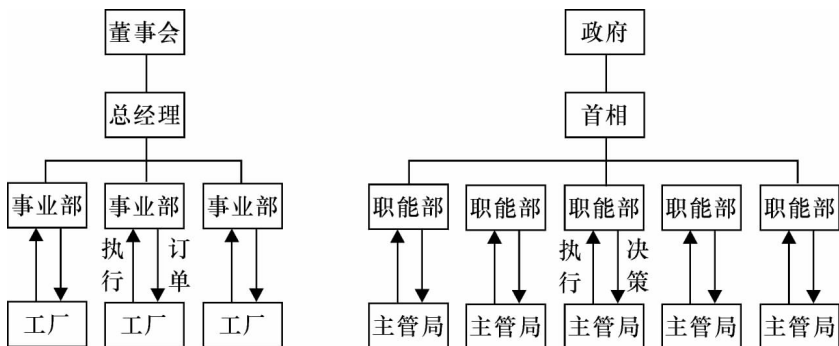 董事会
政府
总经理
首相
事业部 事业部 事业部
职能部 职能部 职能部 职能部 职能部
执行 订单
执行 决策
工厂 工厂 工厂
主管局 主管局 主管局 主管局 主管局